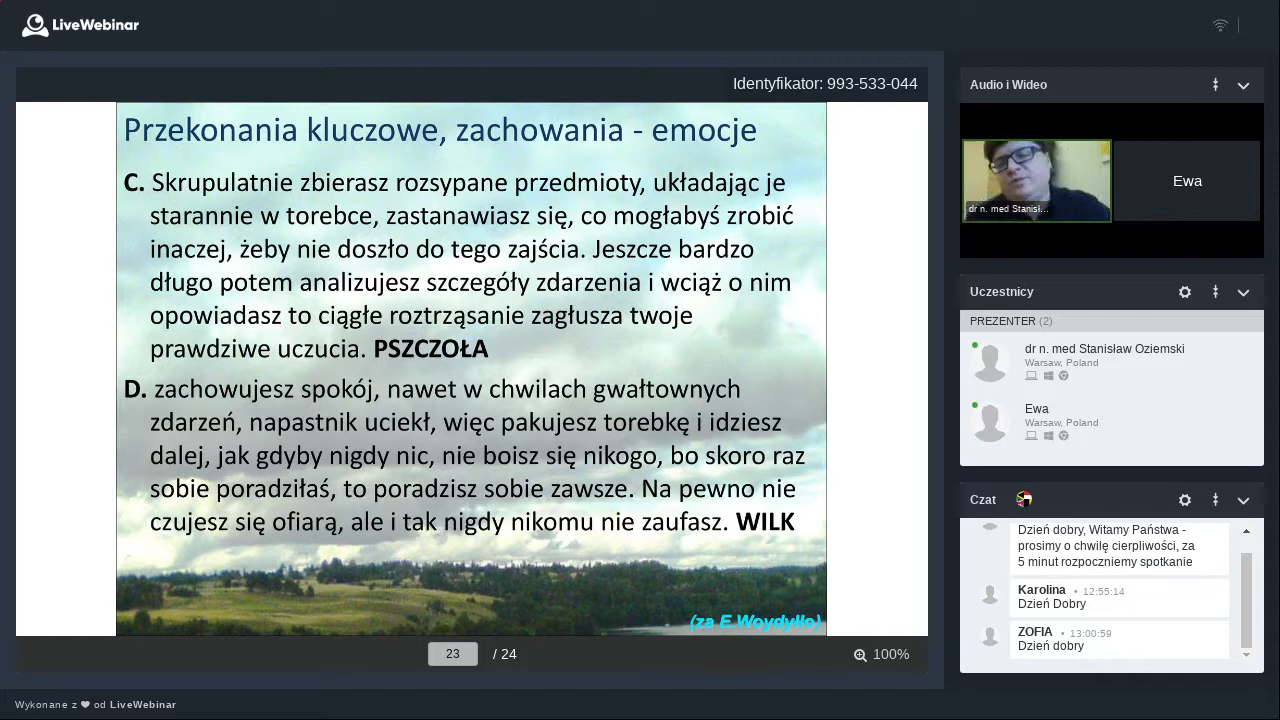 LiveWebinar
Identyfikator: 993-533-044
Przekonania kluczowe, zachowania - emocje
C. Skrupulatnie zbierasz rozsypane przedmioty, układając je
starannie w torebce, zastanawiasz się, co mogłabyś zrobić
inaczej, żeby nie doszło do tego zajścia. Jeszcze bardzo
długo potem analizujesz szczegóły zdarzenia i wciąż o nim
opowiadasz to ciągłe roztrząsanie zagłusza twoje
prawdziwe uczucia. PSZCZOŁA
D. zachowujesz spokój, nawet w chwilach gwałtownych
zdarzeń, napastnik uciekł, więc pakujesz torebkę i idziesz
dalej, jak gdyby nigdy nic, nie boisz się nikogo, bo skoro raz
sobie poradziłaś, to poradzisz sobie zawsze. Na pewno nie
czujesz się ofiarą, ale i tak nigdy nikomu nie zaufasz. WILK
(za E.Woydyłło)
23 / 24
100%
Audio i Wideo
dr n. med Stanisł...
Ewa
Uczestnicy
PREZENTER (2)
dr n. med Stanisław Oziemski
Warsaw, Poland
Ewa
Warsaw, Poland
Czat
Dzień dobry, Witamy Państwa -
prosimy o chwilę cierpliwości, za
5 minut rozpoczniemy spotkanie
Karolina • 12:55:14
Dzień Dobry
ZOFIA • 13:00:59
Dzień dobry
Wykonane z ❤ od LiveWebinar